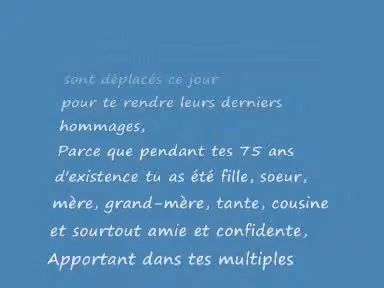 sont déplacés ce jour
pour te rendre leurs derniers
hommages,
Parce que pendant tes 75 ans
d'existence tu as été fille, soeur,
mère, grand-mère, tante, cousine
et sourtout amie et confidente,
Apportant dans tes multiples